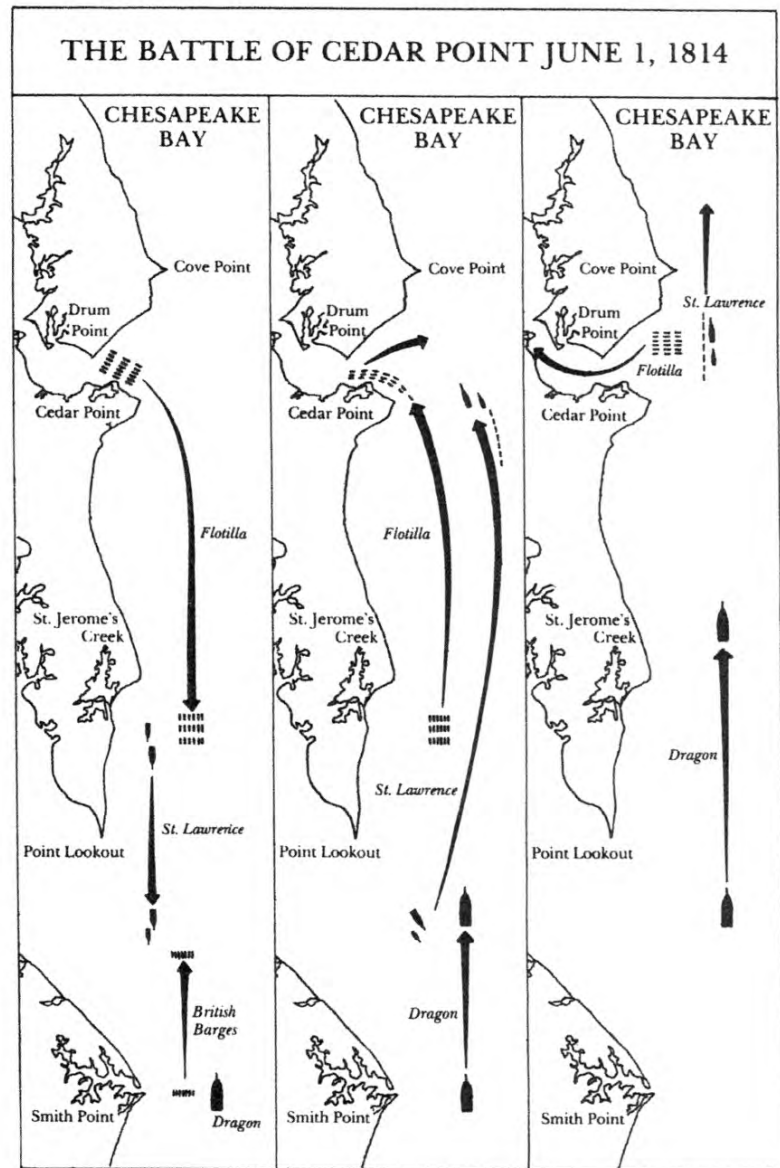 THE BATTLE OF CEDAR POINT JUNE 1, 1814
CHESAPEAKE
BAY
Cove Point
Drum
Point
Cedar Point
Flotilla
St. Jerome's
Creek
St. Lawrence
Point Lookout
British
Barges
Smith Point
Dragon
CHESAPEAKE
BAY
Cove Point
Drum
Point
Cedar Point
Flotilla
St. Jerome's
Creek
St. Lawrence
Point Lookout
Dragon
Smith Point
CHESAPEAKE
BAY
Cove Point
St. Lawrence
Drum
Point
Flotilla
Cedar Point
St. Jerome's
Creek
Dragon
Point Lookout
Smith Point